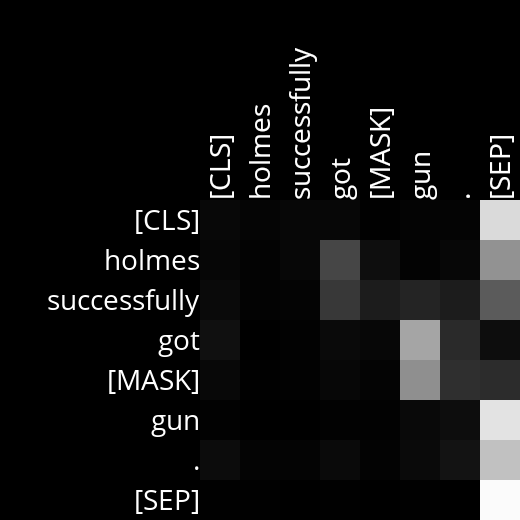 [CLS] holmes successfully got [MASK] gun . [SEP]
[CLS]
holmes
successfully
got
[MASK]
gun
.
[SEP]